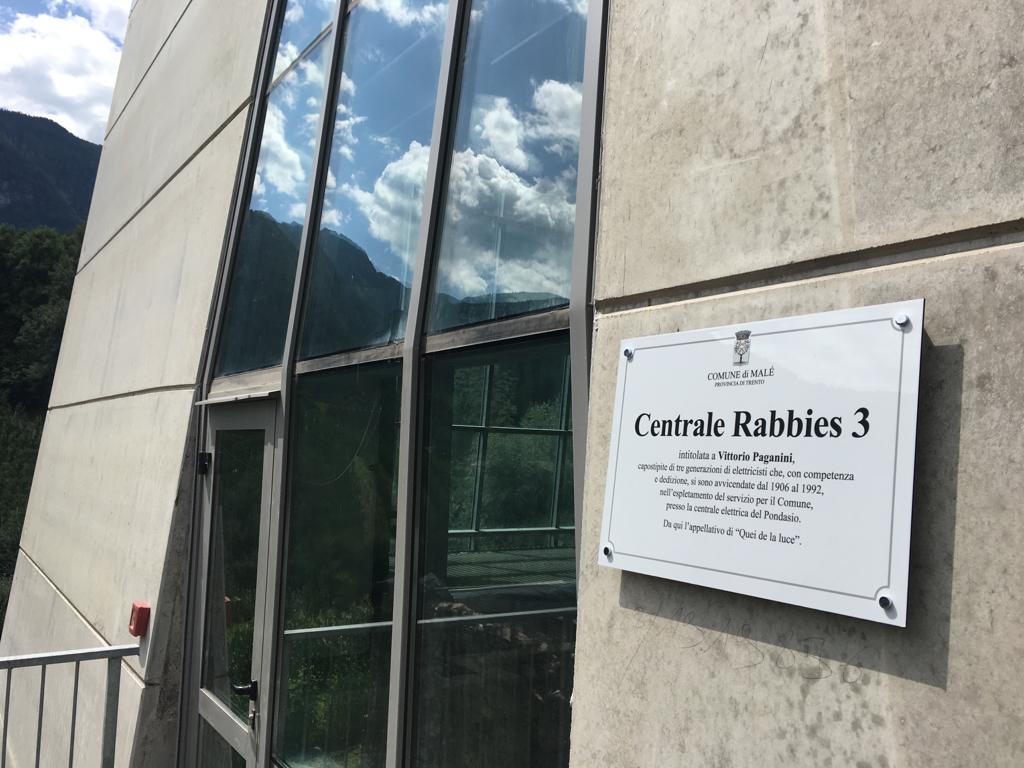 COMUNE di MALÉ
PROVINCIA DI TRENTO
Centrale Rabbies 3
intitolata a Vittorio Paganini,
capostipite di tre generazioni di elettricisti che, con competenza
e dedizione, si sono avvicendate dal 1906 al 1992,
nell'espletamento del servizio per il Comune,
presso la centrale elettrica del Pondasio.
Da qui l'appellativo di "Quei de la luce".